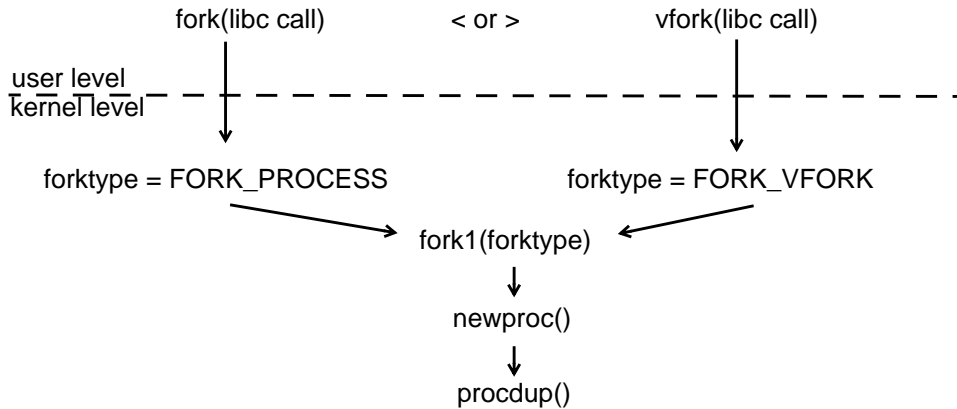 fork(libc call) < or > vfork(libc call)
user level
kernel level
forktype = FORK_PROCESS forktype = FORK_VFORK
fork1(forktype)
newproc()
procdup()